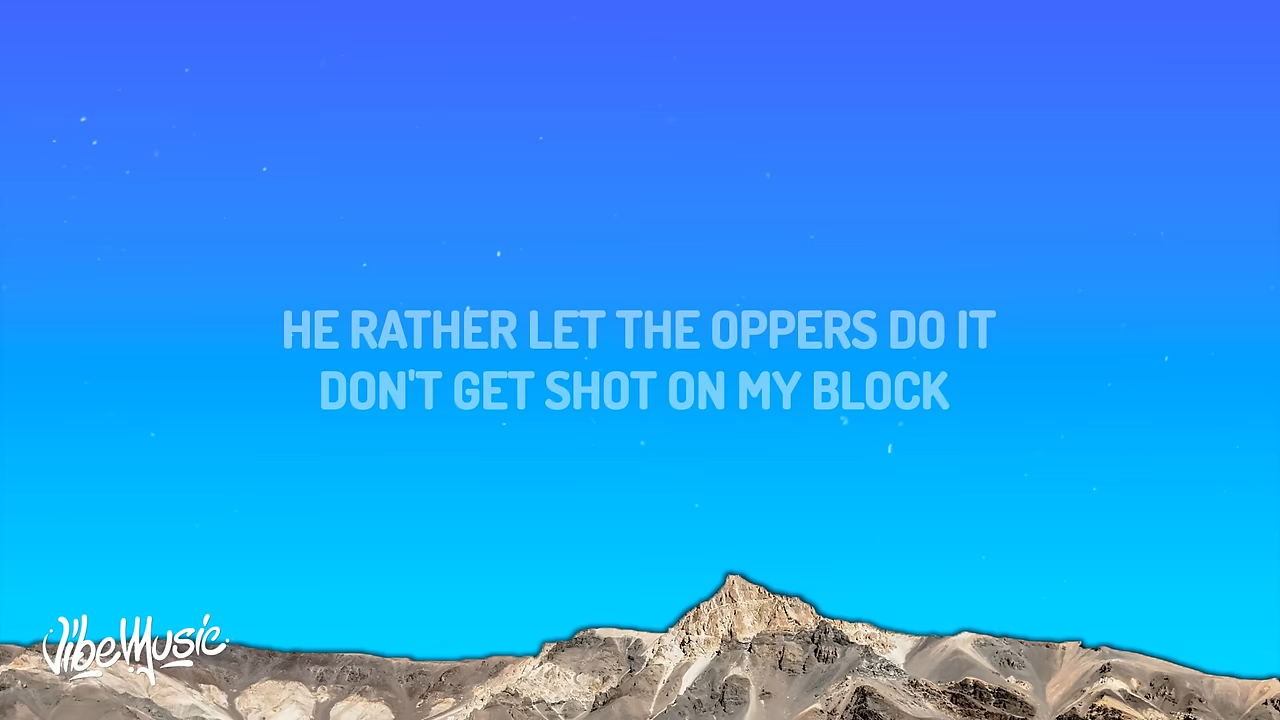 HE RATHER LET THE OPPERS DO IT
DON'T GET SHOT ON MY BLOCK
VibeMusic